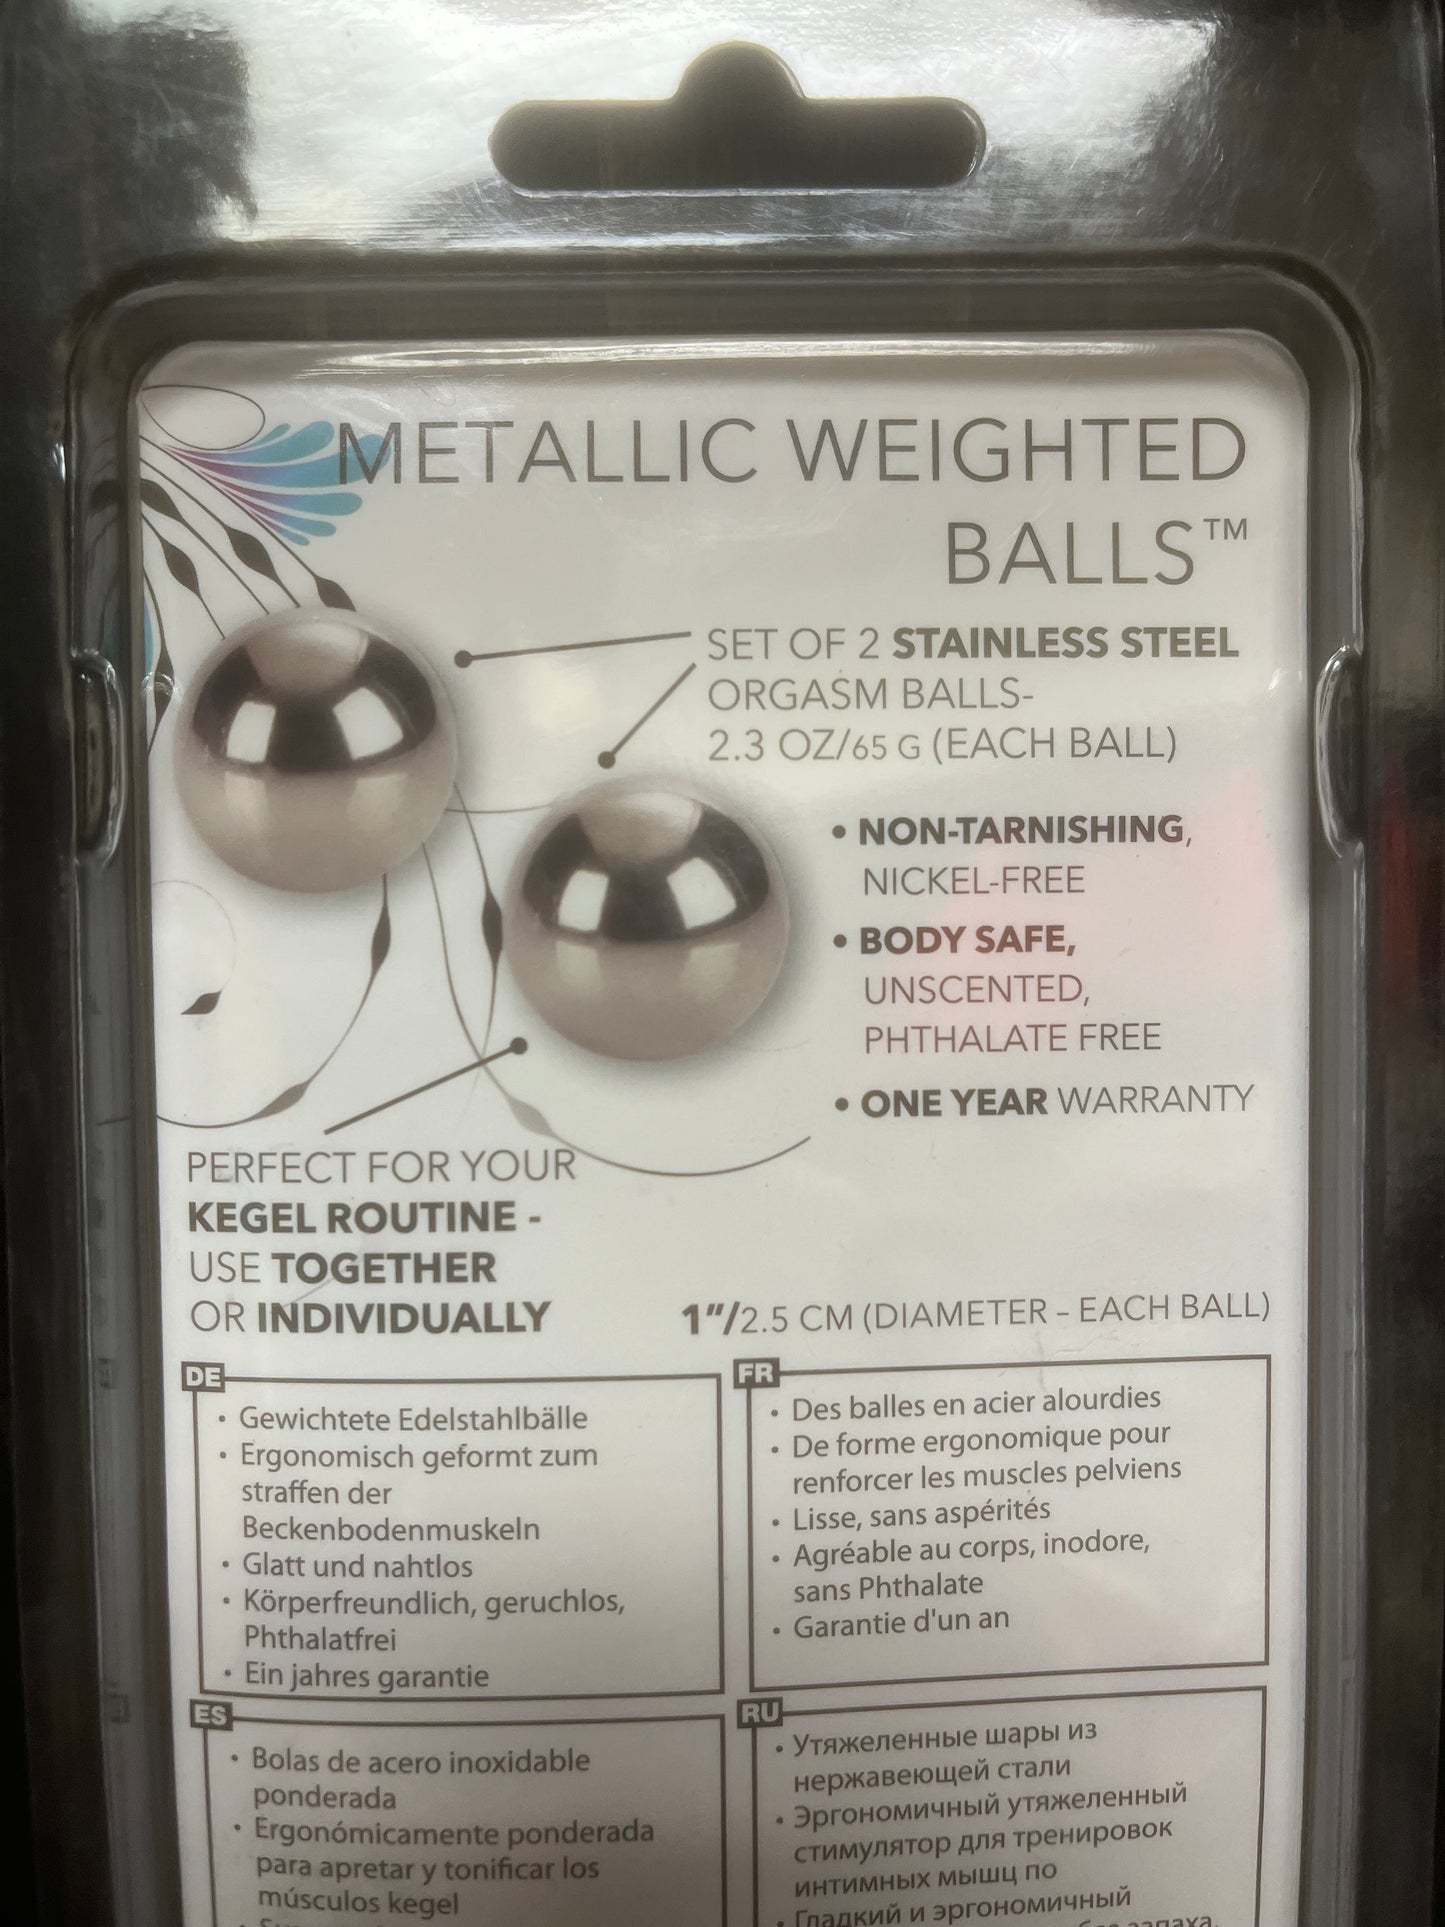 METALLIC WEIGHTED
BALLS™
SET OF 2 STAINLESS STEEL
ORGASM BALLS-
2.3 OZ/65 G (EACH BALL)
• NON-TARNISHING,
NICKEL-FREE
• BODY SAFE,
UNSCENTED,
PHTHALATE FREE
• ONE YEAR WARRANTY
PERFECT FOR YOUR
KEGEL ROUTINE -
USE TOGETHER
OR INDIVIDUALLY
1"/2.5 CM (DIAMETER – EACH BALL)
DE
• Gewichtete Edelstahlbälle
• Ergonomisch geformt zum
straffen der
Beckenbodenmuskeln
• Glatt und nahtlos
• Körperfreundlich, geruchlos,
Phthalatfrei
• Ein jahres garantie
FR
• Des balles en acier alourdies
• De forme ergonomique pour
renforcer les muscles pelviens
• Lisse, sans aspérités
• Agréable au corps, inodore,
sans Phthalate
• Garantie d'un an
ES
• Bolas de acero inoxidable
ponderada
• Ergonómicamente ponderada
para apretar y tonificar los
músculos kegel
RU
• Утяжеленные шары из
нержавеющей стали
• Эргономичный утяжеленный
стимулятор для тренировок
интимных мышц по
• Гладкий и эргономичный
без запаха,